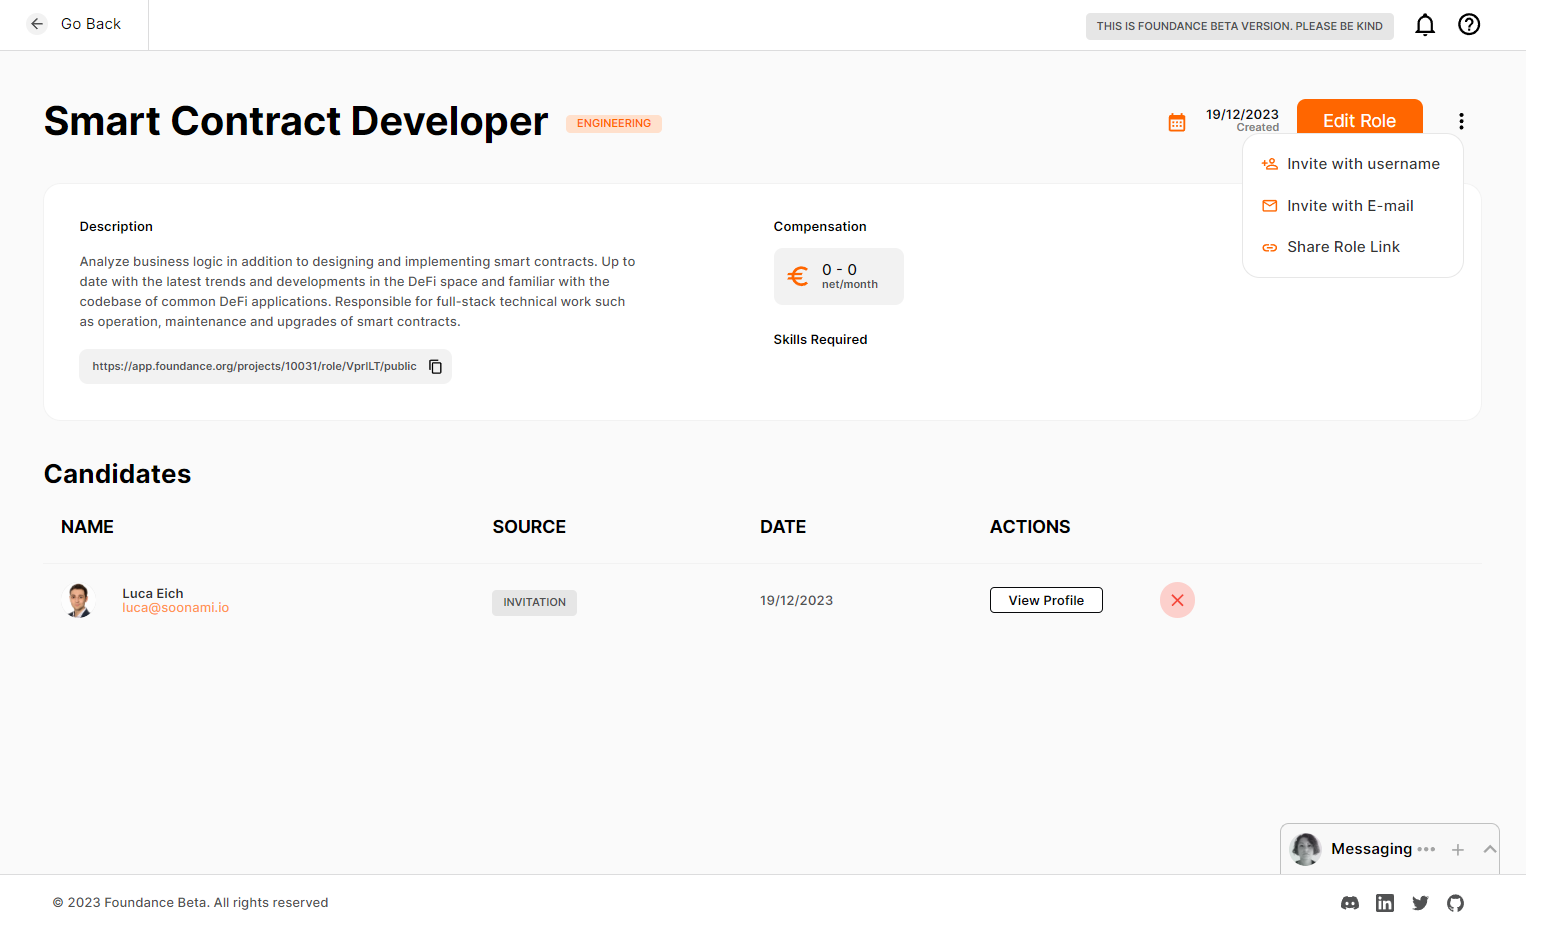 Go Back
THIS IS FOUNDANCE BETA VERSION. PLEASE BE KIND
Smart Contract Developer
ENGINEERING
19/12/2023
Created
Edit Role
Invite with username
Invite with E-mail
Share Role Link
Description
Analyze business logic in addition to designing and implementing smart contracts. Up to
date with the latest trends and developments in the DeFi space and familiar with the
codebase of common DeFi applications. Responsible for full-stack technical work such
as operation, maintenance and upgrades of smart contracts.
https://app.foundance.org/projects/10031/role/VprILT/public
Compensation
€ 0 - 0
net/month
Skills Required
Candidates
NAME SOURCE DATE ACTIONS
Luca Eich
luca@soonami.io
INVITATION
19/12/2023
View Profile
Messaging
© 2023 Foundance Beta. All rights reserved
in